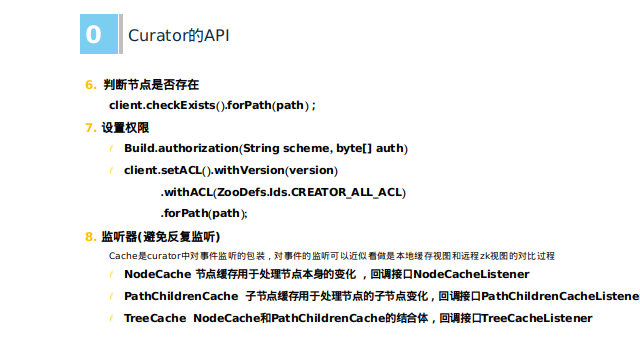 0
Curator的API
6. 判断节点是否存在
client.checkExists().forPath(path) ;
7. 设置权限
Build.authorization(String scheme, byte[] auth)
client.setACL().withVersion(version)
.withACL(ZooDefs.Ids.CREATOR_ALL_ACL)
.forPath(path);
8. 监听器(避免反复监听)
Cache是curator中对事件监听的包装，对事件的监听可以近似看做是本地缓存视图和远程zk视图的对比过程
NodeCache 节点缓存用于处理节点本身的变化 ，回调接口NodeCacheListener
PathChildrenCache 子节点缓存用于处理节点的子节点变化，回调接口PathChildrenCacheListene
TreeCache NodeCache和PathChildrenCache的结合体，回调接口TreeCacheListener